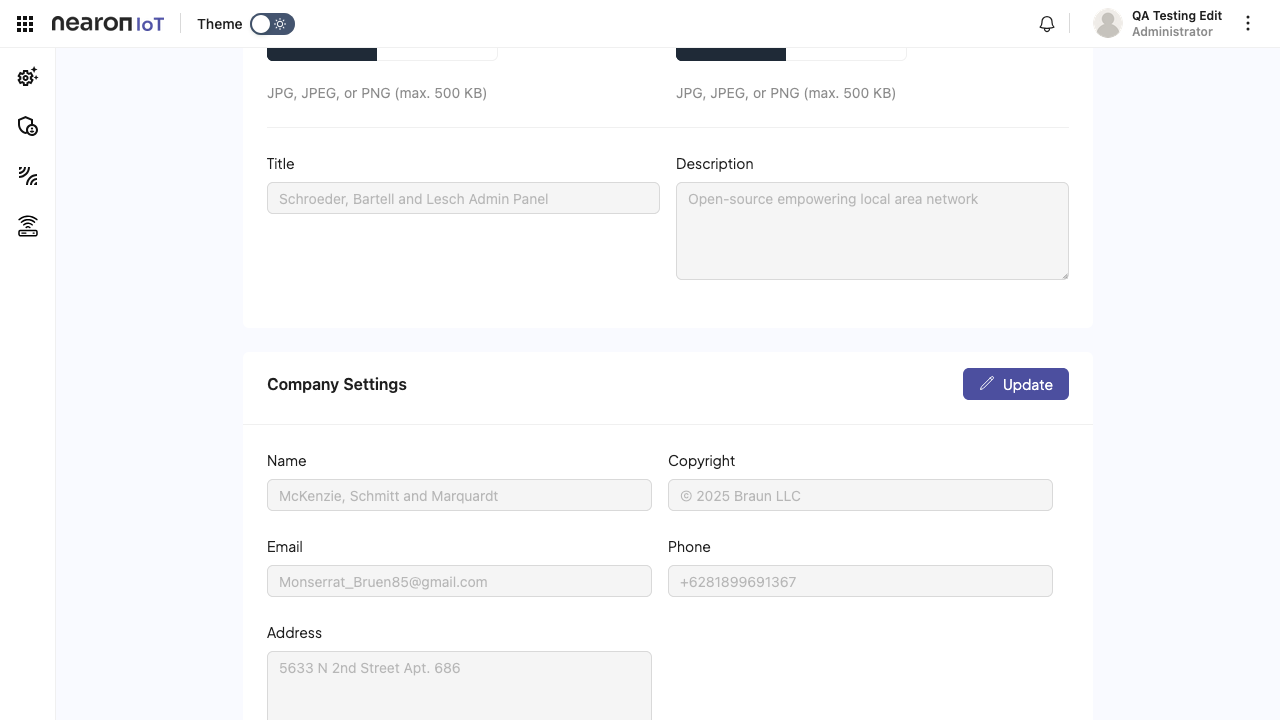 nearon IoT
Theme
QA Testing Edit
Administrator
JPG, JPEG, or PNG (max. 500 KB)
JPG, JPEG, or PNG (max. 500 KB)
Title
Description
Schroeder, Bartell and Lesch Admin Panel
Open-source empowering local area network
Company Settings
Update
Name
Copyright
McKenzie, Schmitt and Marquardt
© 2025 Braun LLC
Email
Phone
Monserrat_Bruen85@gmail.com
+6281899691367
Address
5633 N 2nd Street Apt. 686